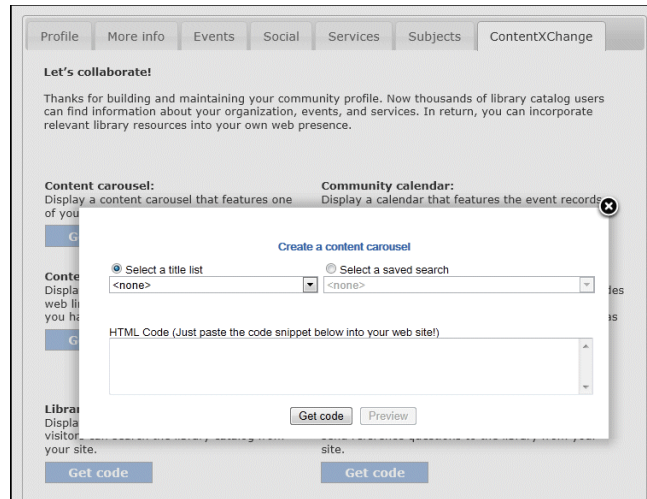 Profile
More info
Events
Social
Services
Subjects
ContentXChange
Let's collaborate!
Thanks for building and maintaining your community profile. Now thousands of library catalog users
can find information about your organization, events, and services. In return, you can incorporate
relevant library resources into your own web presence.
Content carousel:
Display a content carousel that features one
of you
Community calendar:
Display a calendar that features the event records
Create a content carousel
Select a title list
<none>
Select a saved search
<none>
HTML Code (Just paste the code snippet below into your web site!)
Get code
Preview
web li
you ha
your site.
site.
Get code
Get code